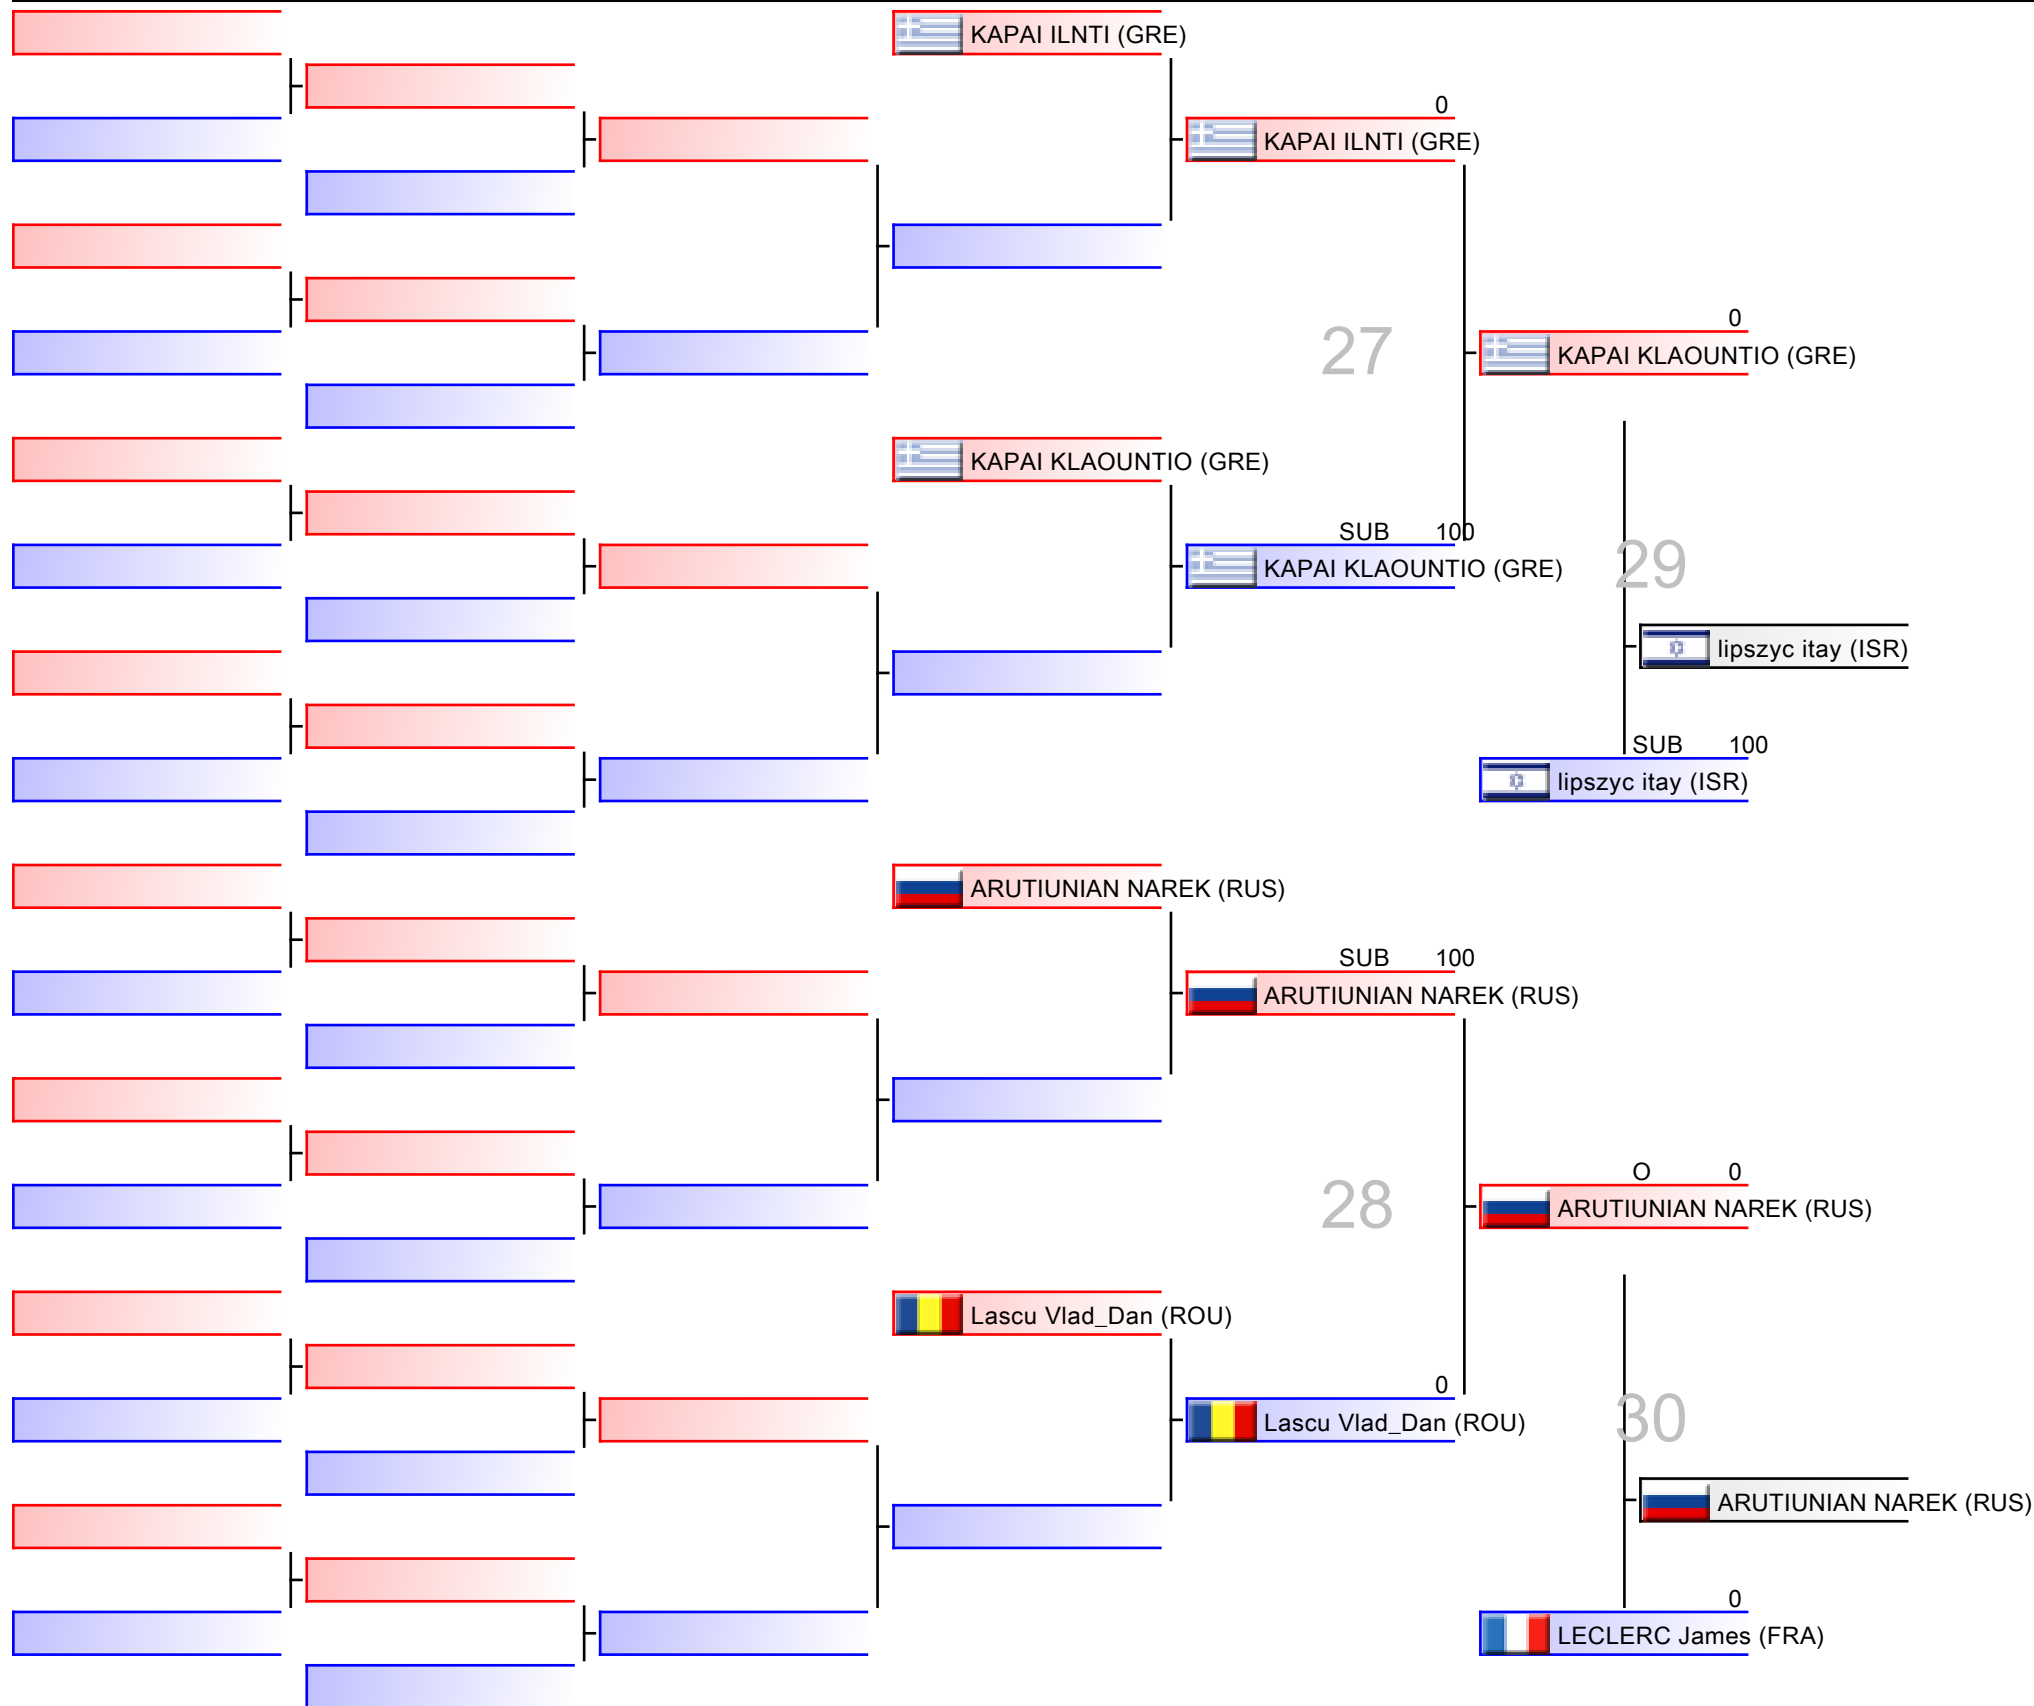 KAPAI ILNTI (GRE)
0
KAPAI ILNTI (GRE)
0
27
KAPAI KLAOUNTIO (GRE)
KAPAI KLAOUNTIO (GRE)
SUB 100
KAPAI KLAOUNTIO (GRE)
29
lipszyc itay (ISR)
SUB 100
lipszyc itay (ISR)
ARUTIUNIAN NAREK (RUS)
SUB 100
ARUTIUNIAN NAREK (RUS)
O 0
28
ARUTIUNIAN NAREK (RUS)
Lascu Vlad_Dan (ROU)
0
Lascu Vlad_Dan (ROU)
30
ARUTIUNIAN NAREK (RUS)
0
LECLERC James (FRA)